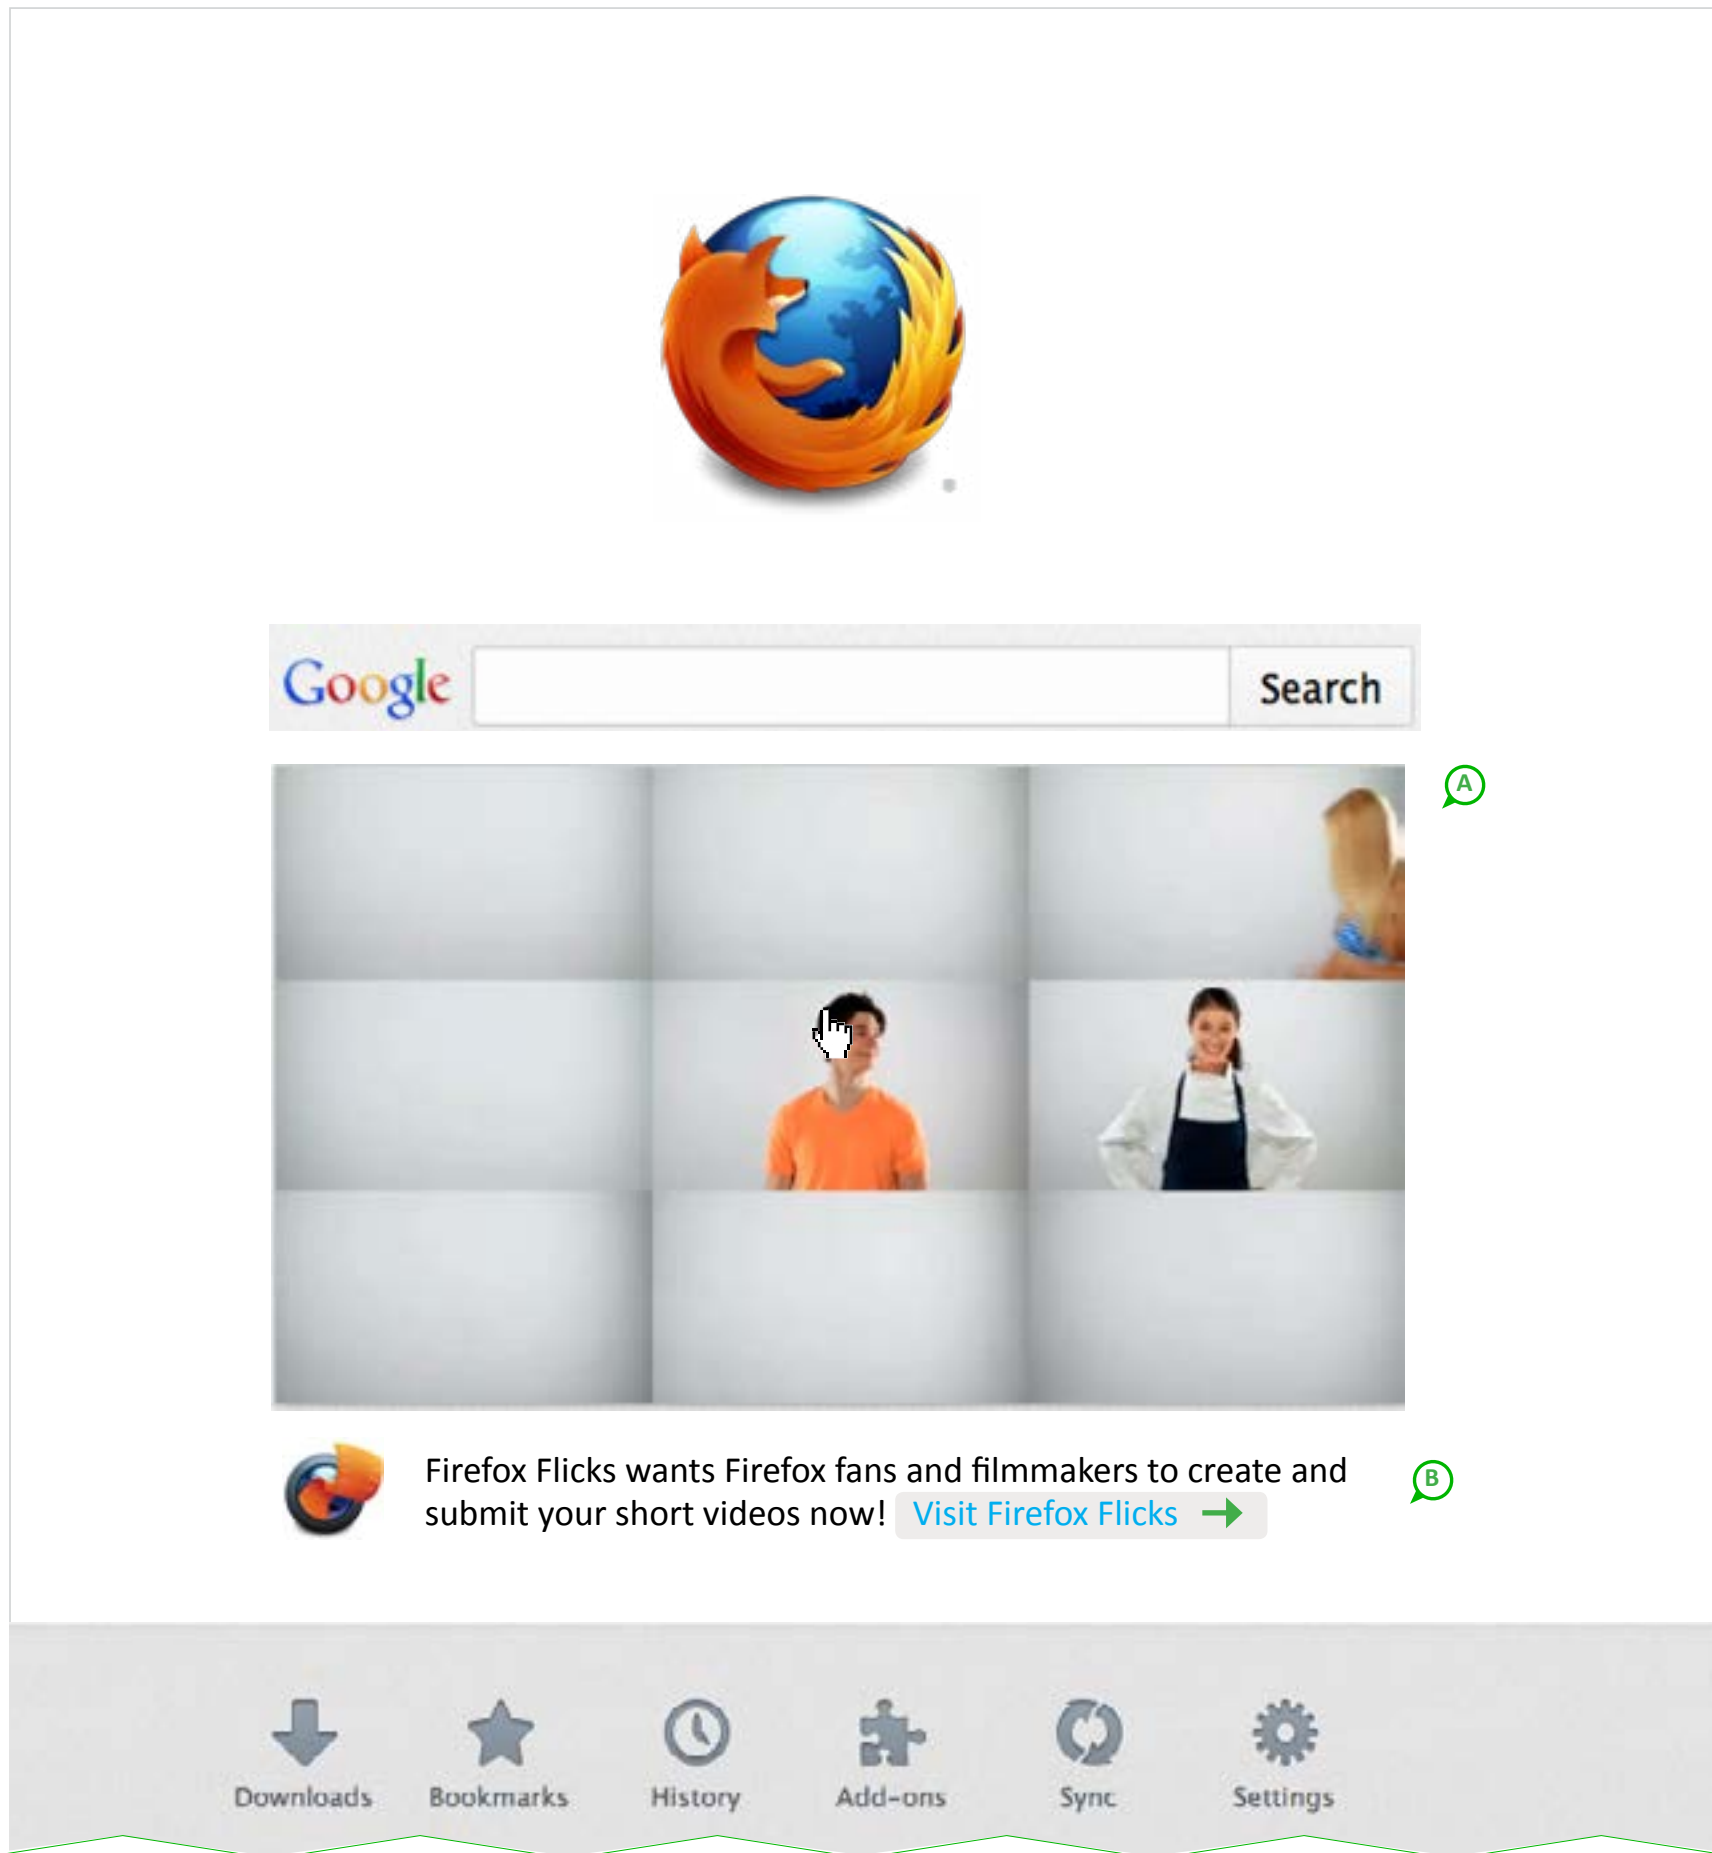 Google
Search
A
Firefox Flicks wants Firefox fans and filmmakers to create and
submit your short videos now! Visit Firefox Flicks
B
Downloads Bookmarks History Add-ons Sync Settings